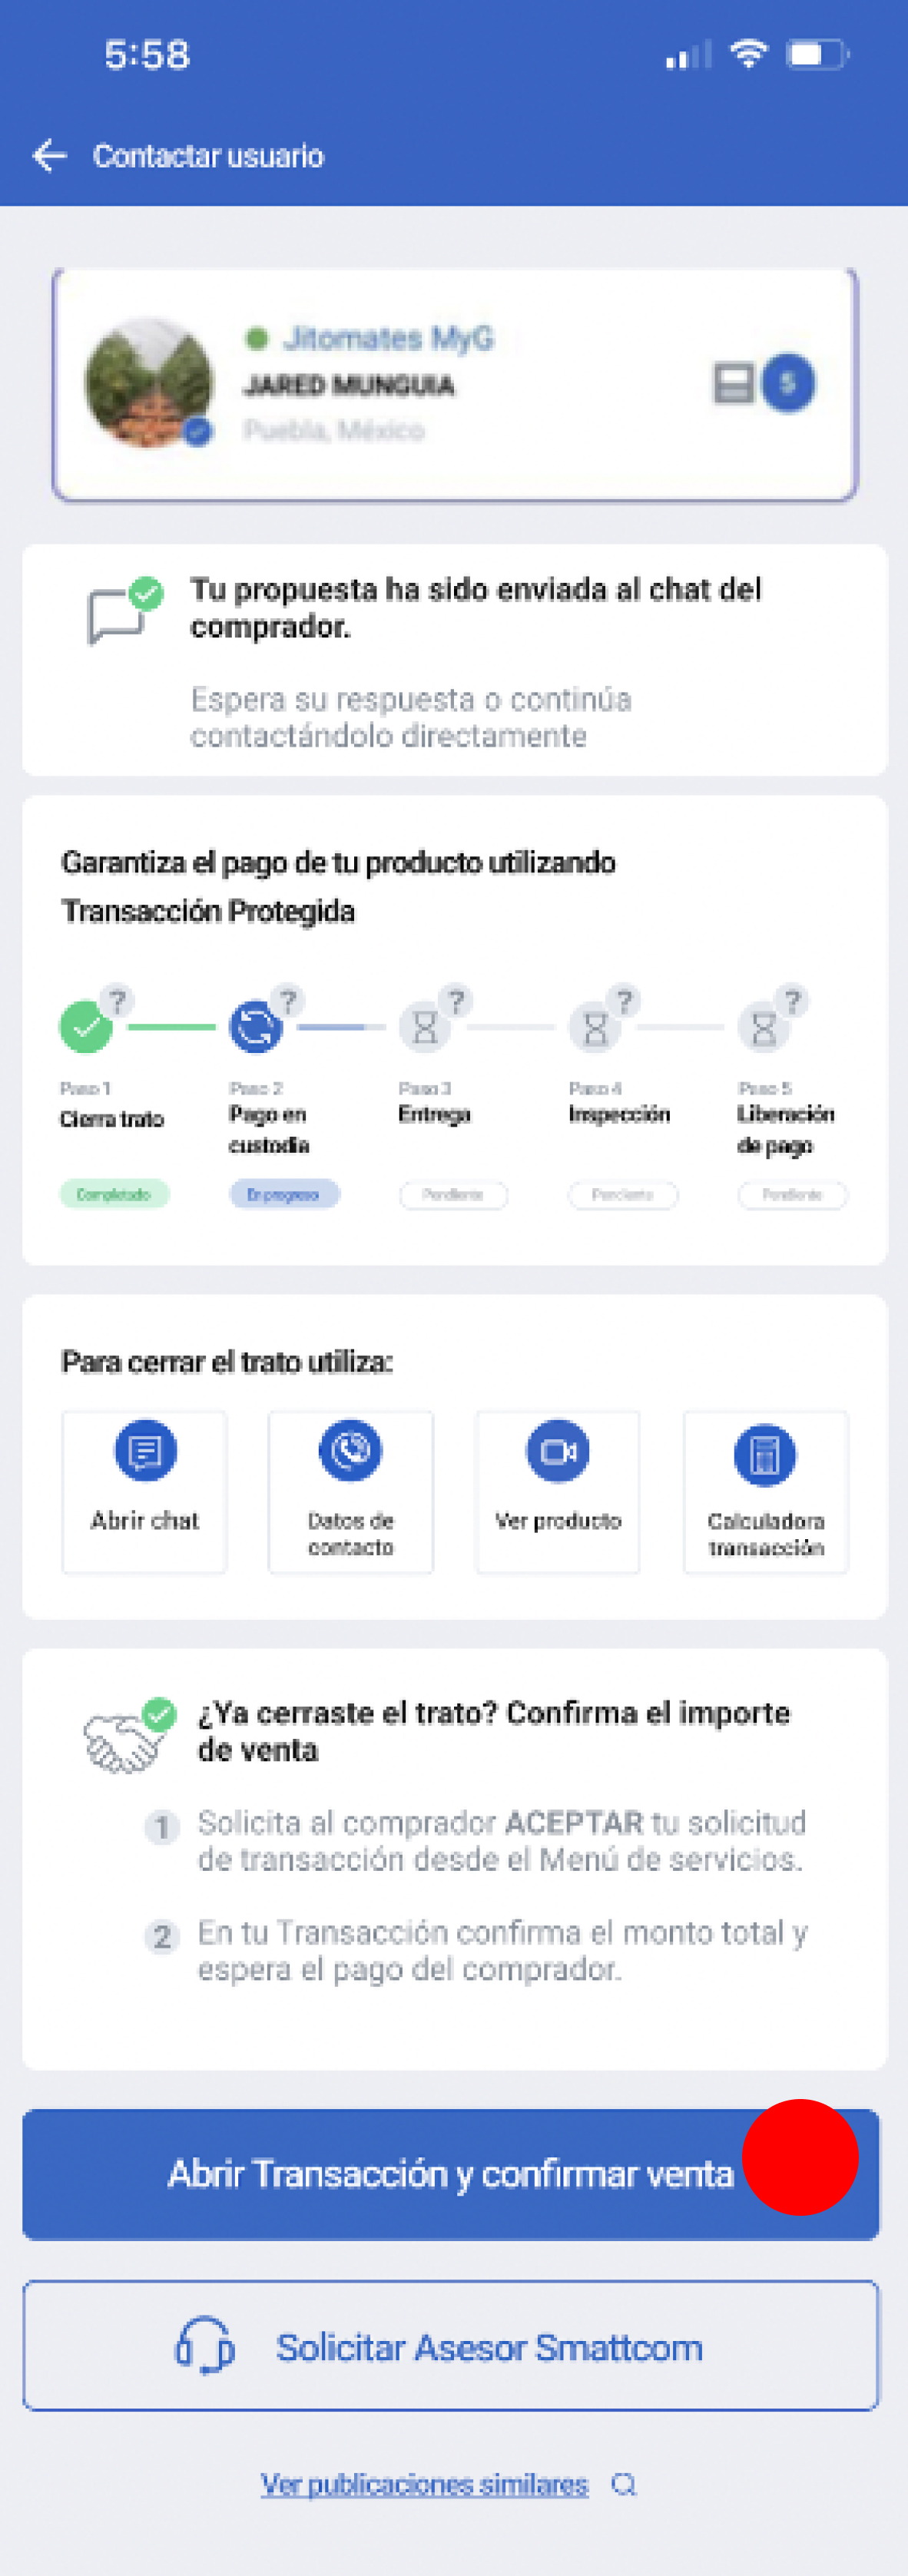 5:58
Contactar usuario
Jitomates MyG
JARED MUNGUIA
$
Puebla, México
Tu propuesta ha sido enviada al chat del
comprador.
Espera su respuesta o continúa
contactándolo directamente
Garantiza el pago de tu producto utilizando
Transacción Protegida
? ? ? ? ?
Paso 1 Paso 2 Paso 3 Paso 4 Paso 5
Cierra trato Pago en Entrega Inspección Liberación
custodia de pago
Completado En progreso Pendiente Pendiente Pendiente
Para cerrar el trato utiliza:
Abrir chat Datos de Ver producto Calculadora
contacto transacción
¿Ya cerraste el trato? Confirma el importe
de venta
1 Solicita al comprador ACEPTAR tu solicitud
de transacción desde el Menú de servicios.
2 En tu Transacción confirma el monto total y
espera el pago del comprador.
Abrir Transacción y confirmar venta
Solicitar Asesor Smattcom
Ver publicaciones similares